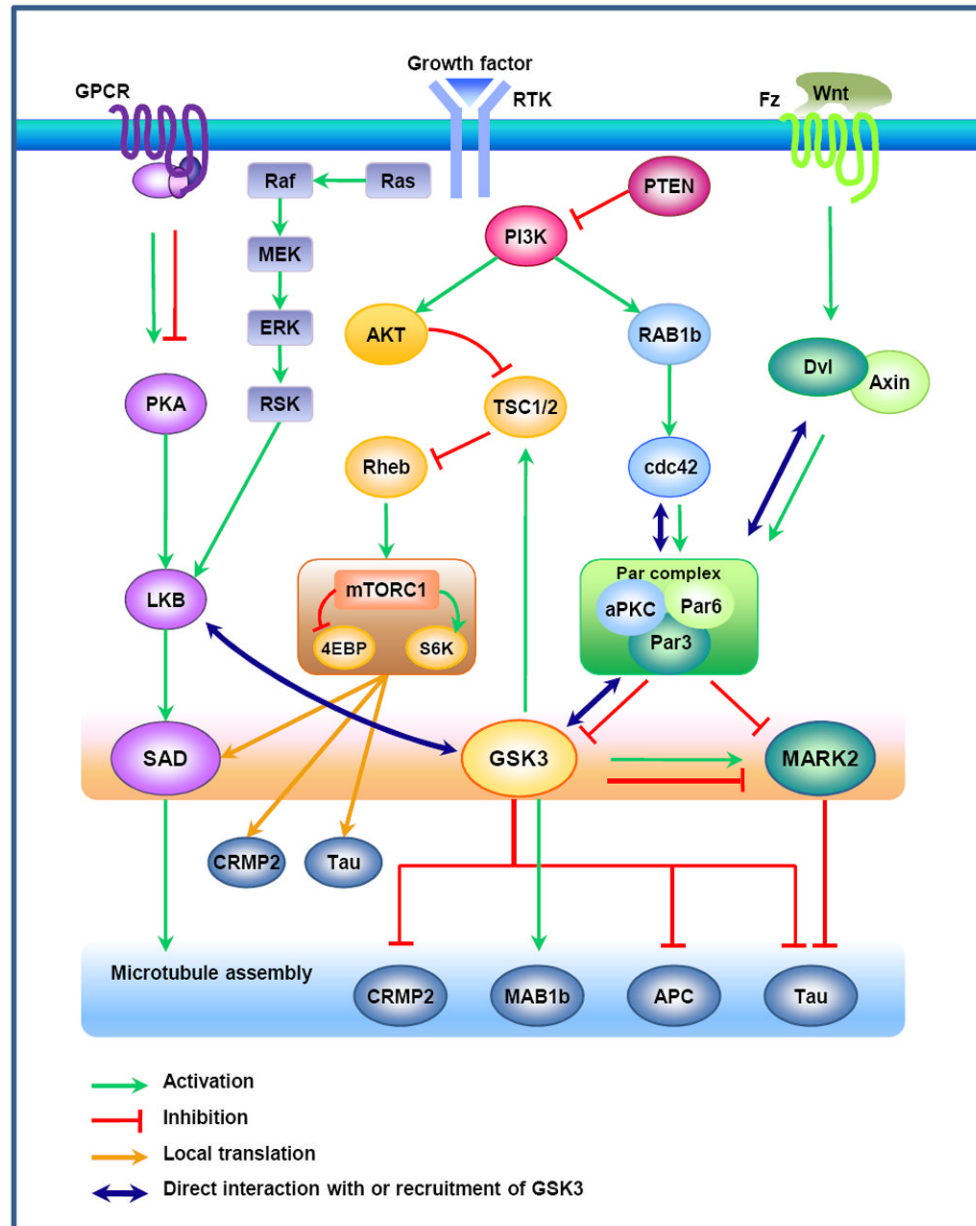 Growth factor
GPCR
RTK
Fz
Wnt
Raf
Ras
PTEN
PI3K
MEK
ERK
AKT
RAB1b
Dvl
Axin
PKA
RSK
TSC1/2
Rheb
cdc42
Par complex
mTORC1
aPKC
Par6
LKB
4EBP
S6K
Par3
SAD
GSK3
MARK2
CRMP2
Tau
Microtubule assembly
CRMP2
MAB1b
APC
Tau
Activation
Inhibition
Local translation
Direct interaction with or recruitment of GSK3